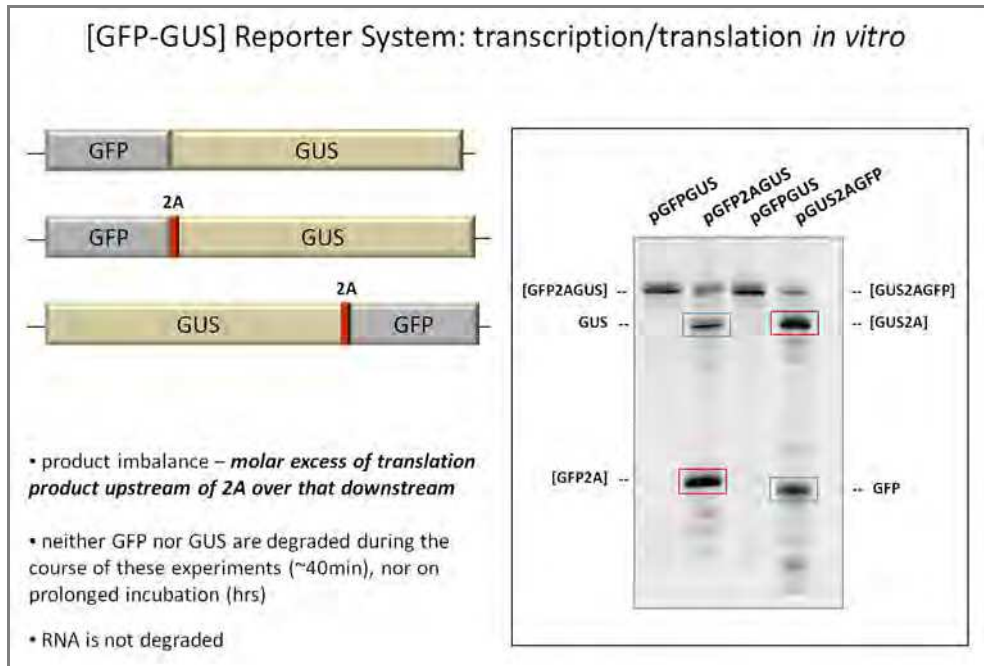 [GFP-GUS] Reporter System: transcription/translation in vitro
GFP
GUS
2A
GFP
GUS
2A
GUS
GFP
• product imbalance – molar excess of translation
product upstream of 2A over that downstream
• neither GFP nor GUS are degraded during the
course of these experiments (~40min), nor on
prolonged incubation (hrs)
• RNA is not degraded
pGFPGUS
pGFP2AGUS
pGFPGUS
pGUS2AGFP
[GFP2AGUS] --
-- [GUS2AGFP]
GUS --
-- [GUS2A]
[GFP2A] --
-- GFP